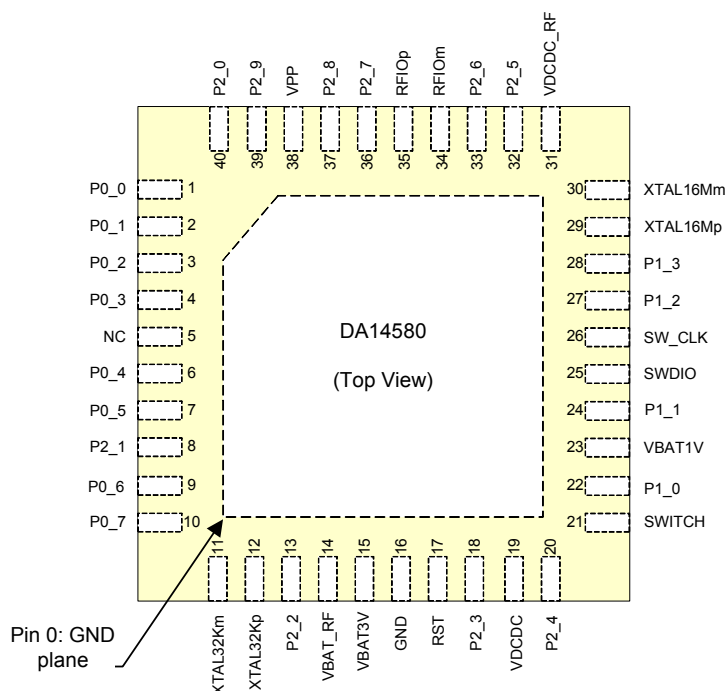 P2_0
P2_9
VPP
P2_8
P2_7
RFIOp
RFIOm
P2_6
P2_5
VDCDC_RF
40
39
38
37
36
35
34
33
32
31
P0_0 1
P0_1 2
P0_2 3
P0_3 4
NC 5
P0_4 6
P0_5 7
P2_1 8
P0_6 9
P0_7 10
DA14580
(Top View)
30 XTAL16Mm
29 XTAL16Mp
28 P1_3
27 P1_2
26 SW_CLK
25 SWDIO
24 P1_1
23 VBAT1V
22 P1_0
21 SWITCH
11
12
13
14
15
16
17
18
19
20
XTAL32Km
XTAL32Kp
P2_2
VBAT_RF
VBAT3V
GND
RST
P2_3
VDCDC
P2_4
Pin 0: GND
plane